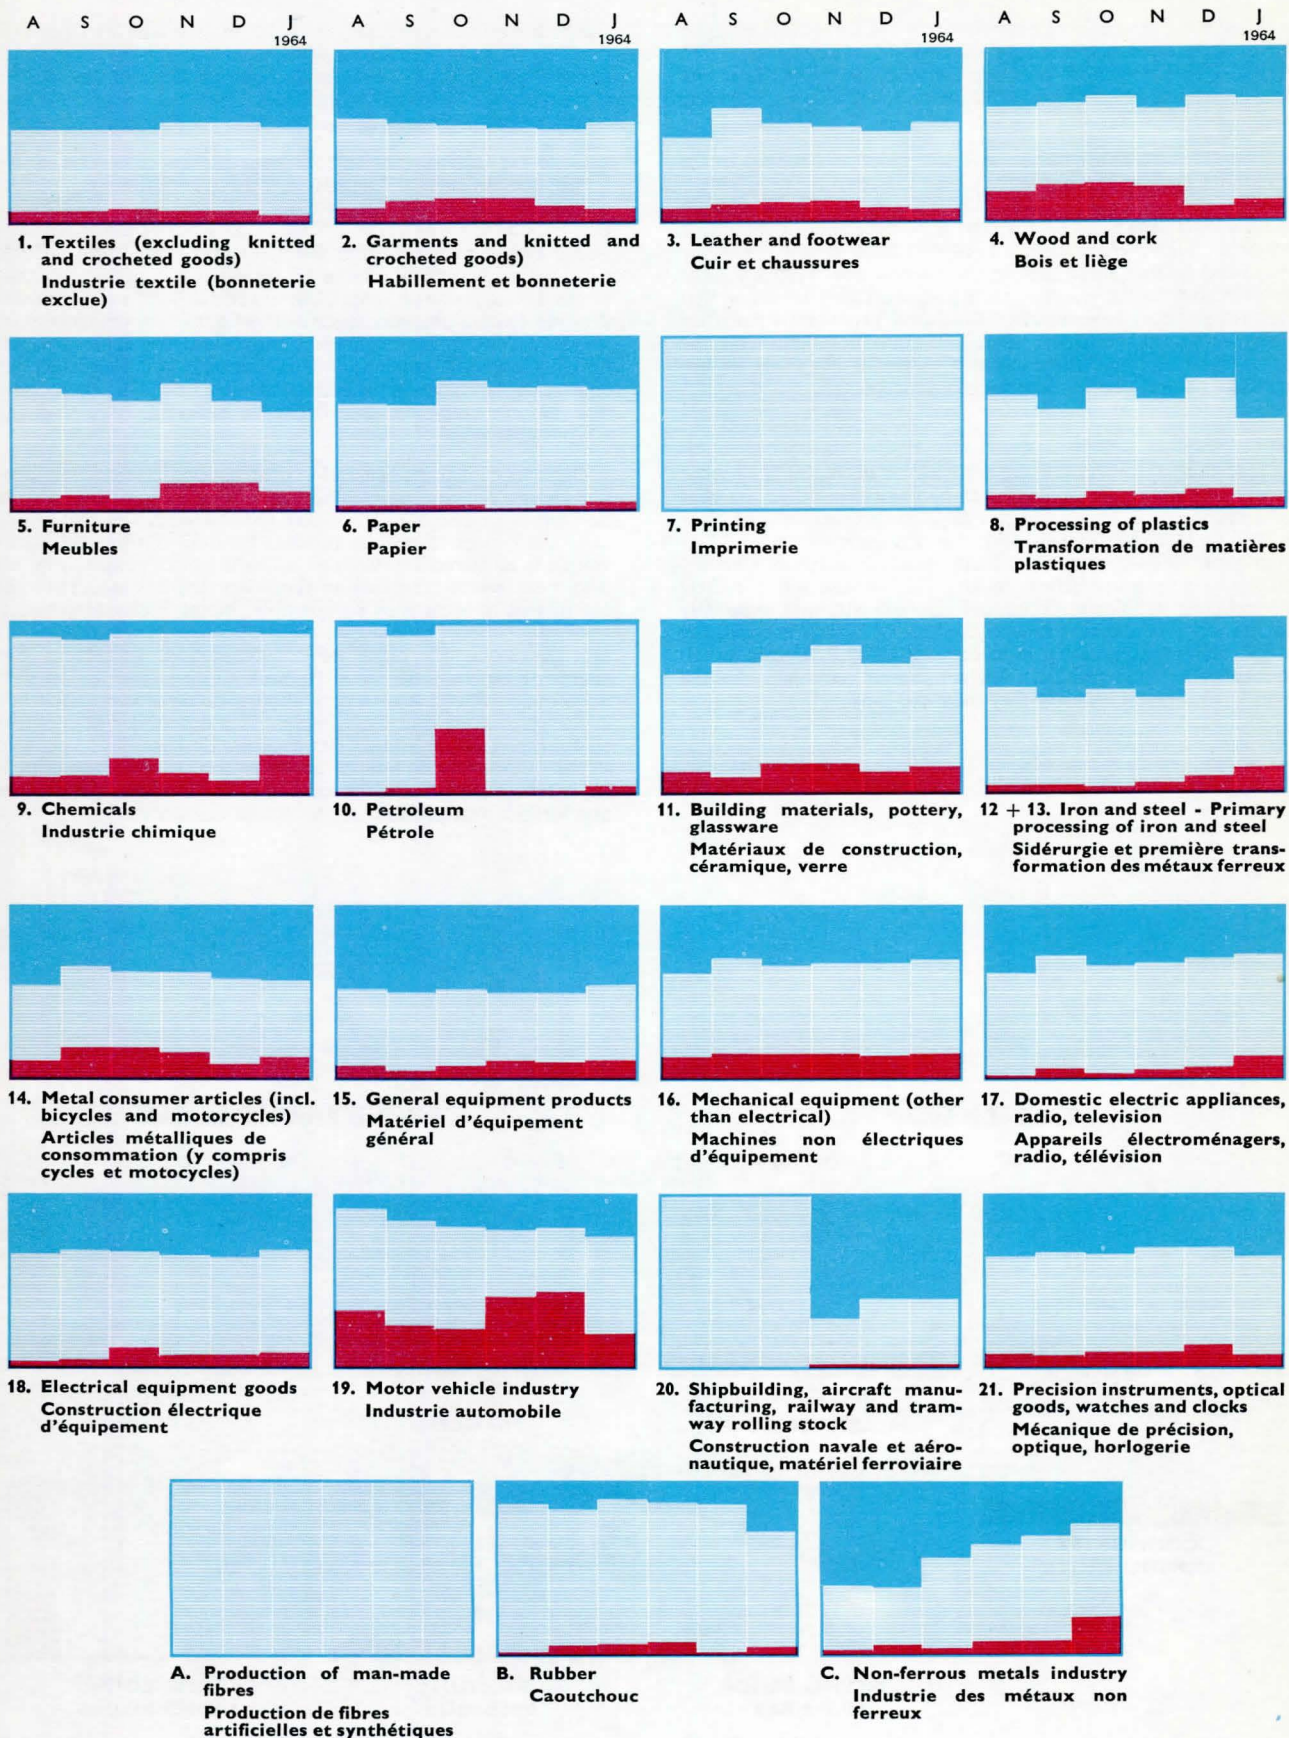 A S O N D J
1964
A S O N D J
1964
A S O N D J
1964
A S O N D J
1964
1. Textiles (excluding knitted
and crocheted goods)
Industrie textile (bonneterie
exclue)
2. Garments and knitted and
crocheted goods)
Habillement et bonneterie
3. Leather and footwear
Cuir et chaussures
4. Wood and cork
Bois et liège
5. Furniture
Meubles
6. Paper
Papier
7. Printing
Imprimerie
8. Processing of plastics
Transformation de matières
plastiques
9. Chemicals
Industrie chimique
10. Petroleum
Pétrole
11. Building materials, pottery,
glassware
Matériaux de construction,
céramique, verre
12 + 13. Iron and steel - Primary
processing of iron and steel
Sidérurgie et première trans-
formation des métaux ferreux
14. Metal consumer articles (incl.
bicycles and motorcycles)
Articles métalliques de
consommation (y compris
cycles et motocycles)
15. General equipment products
Matériel d'équipement
général
16. Mechanical equipment (other
than electrical)
Machines non électriques
d'équipement
17. Domestic electric appliances,
radio, television
Appareils électroménagers,
radio, télévision
18. Electrical equipment goods
Construction électrique
d'équipement
19. Motor vehicle industry
Industrie automobile
20. Shipbuilding, aircraft manu-
facturing, railway and tram-
way rolling stock
Construction navale et aéro-
nautique, matériel ferroviaire
21. Precision instruments, optical
goods, watches and clocks
Mécanique de précision,
optique, horlogerie
A. Production of man-made
fibres
Production de fibres
artificielles et synthétiques
B. Rubber
Caoutchouc
C. Non-ferrous metals industry
Industrie des métaux non
ferreux